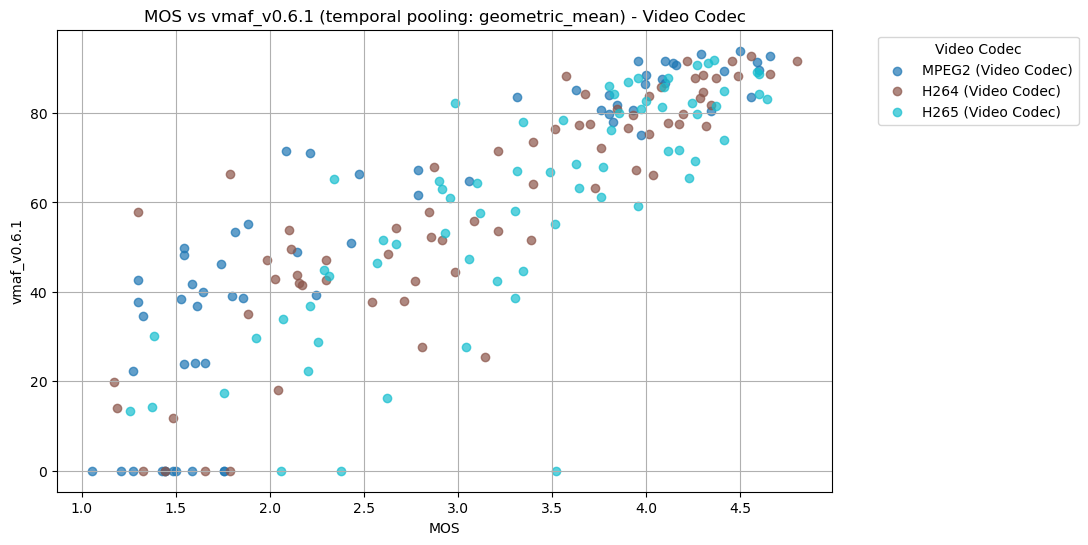 MOS vs vmaf_v0.6.1 (temporal pooling: geometric_mean) - Video Codec
Video Codec
MPEG2 (Video Codec)
H264 (Video Codec)
H265 (Video Codec)
80
60
40
20
0
vmaf_v0.6.1
1.0 1.5 2.0 2.5 3.0 3.5 4.0 4.5
MOS